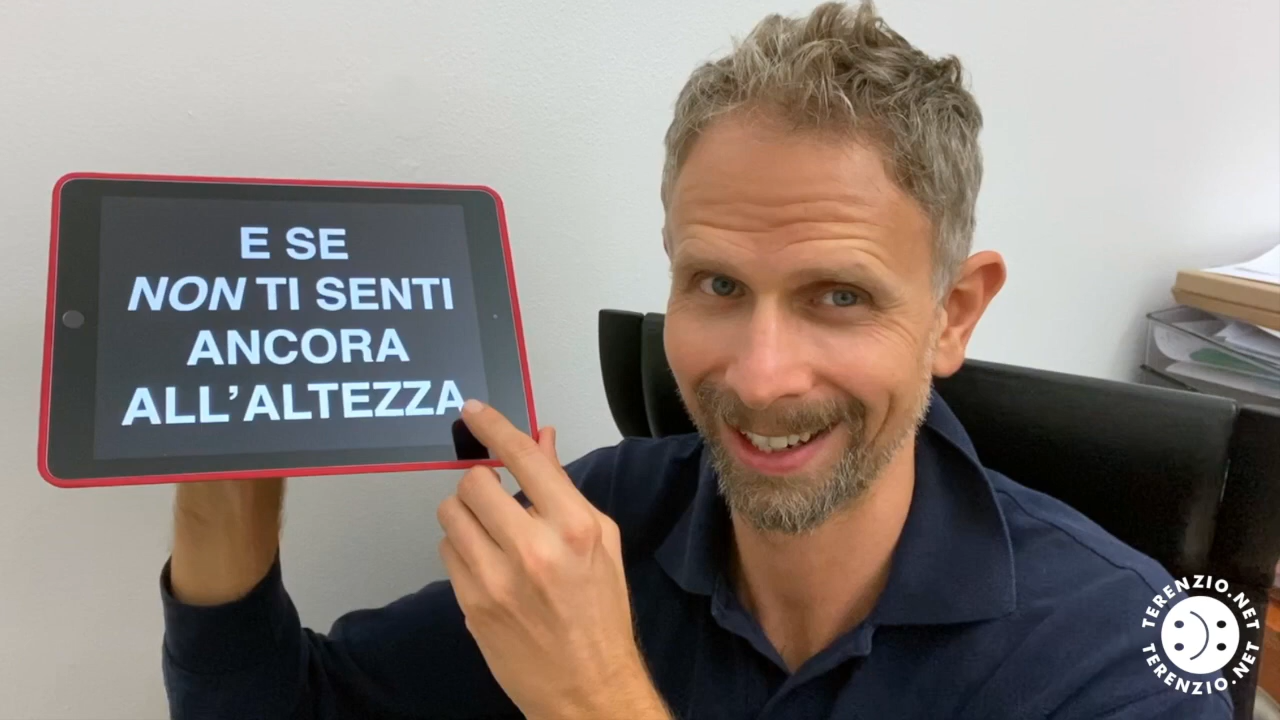 E SE
NON TI SENTI
ANCORA
ALL'ALTEZZA
TERENZIO.NET
TERENZIO.NET